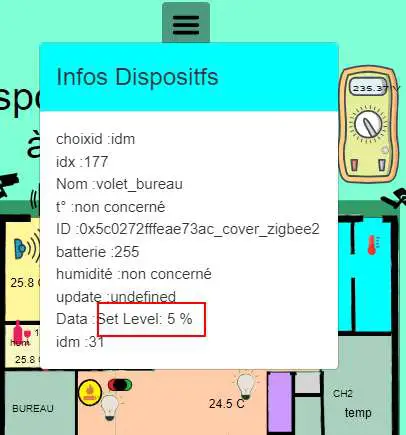 Infos Dispositfs
spo
à
235.37 V
choixid :idm
idx :177
Nom :volet_bureau
t° :non concerné
ID :0x5c0272fffeae73ac_cover_zigbee2
batterie :255
humidité :non concerné
update :undefined
Data :Set Level: 5 %
idm :31
25.8 C
25.8 C
BUREAU
24.5 C
CH2
temp